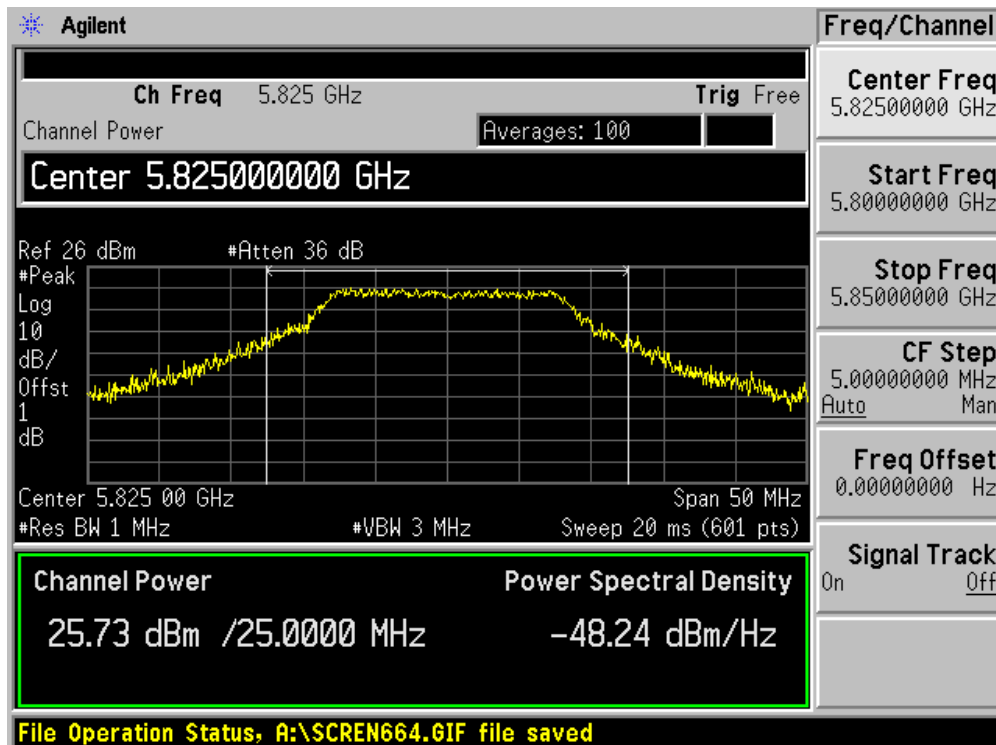 Agilent
Ch Freq 5.825 GHz Trig Free
Channel Power Averages: 100
Center 5.825000000 GHz
Ref 26 dBm #Atten 36 dB
#Peak
Log
10
dB/
Offst
1
dB
Center 5.825 00 GHz Span 50 MHz
#Res BW 1 MHz #VBW 3 MHz Sweep 20 ms (601 pts)
Channel Power Power Spectral Density
25.73 dBm /25.0000 MHz -48.24 dBm/Hz
File Operation Status, A:\SCREN664.GIF file saved
Freq/Channel
Center Freq
5.82500000 GHz
Start Freq
5.80000000 GHz
Stop Freq
5.85000000 GHz
CF Step
5.00000000 MHz
Auto Man
Freq Offset
0.00000000 Hz
Signal Track
On Off